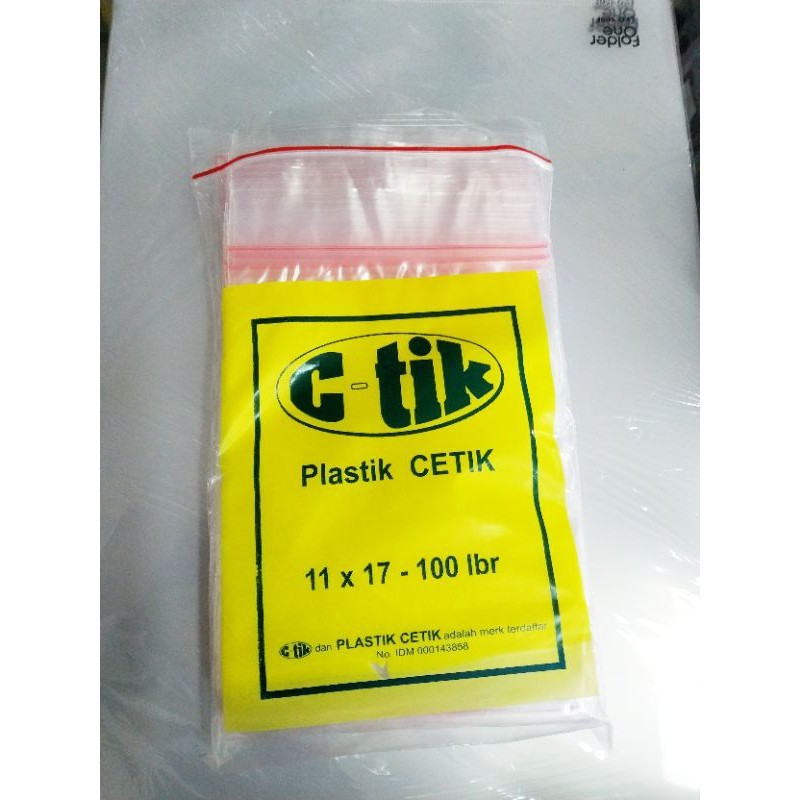 Folder
One
C-tik
Plastik CETIK
11 x 17 - 100 lbr
C-tik dan PLASTIK CETIK adalah merk terdaftar
No. IDM 000143858